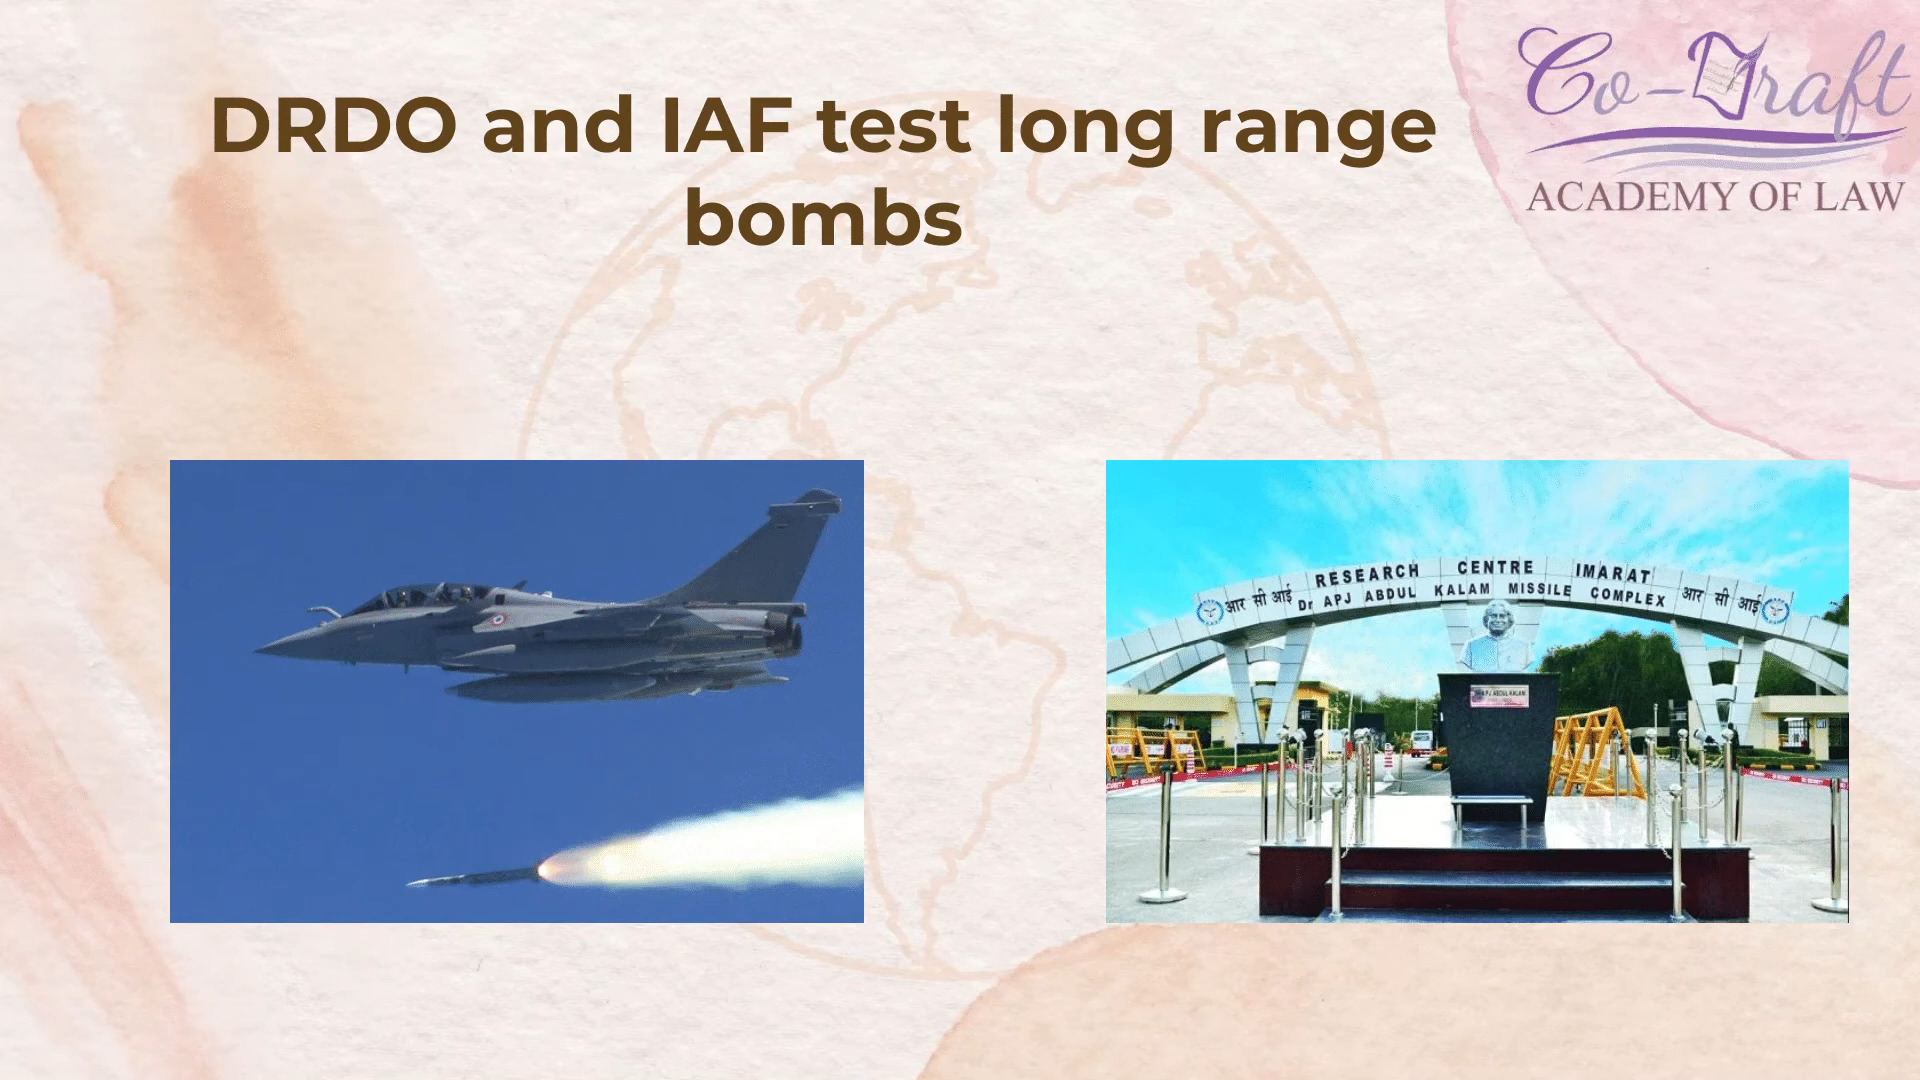 DRDO and IAF test long range
bombs
Co-Draft
ACADEMY OF LAW
RESEARCH CENTRE IMARAT
आर सी आई Dr APJ ABDUL KALAM MISSILE COMPLEX आर सी आई